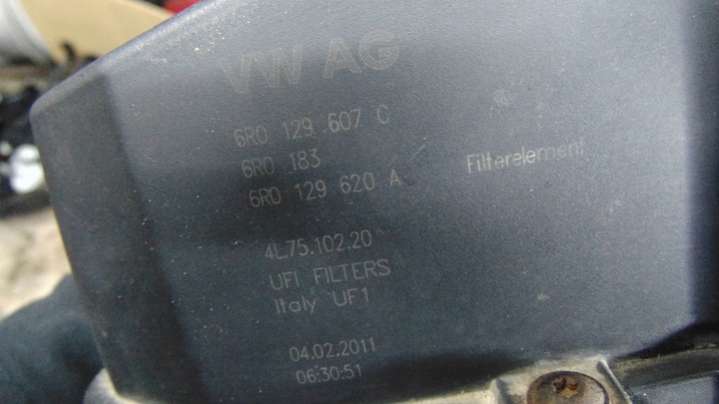 VW AG
6R0 129 607 C
6R0 183
6R0 129 620 A Filterelement
4L75.102.20
UFI FILTERS
Italy UF1
04.02.2011
06:30:51